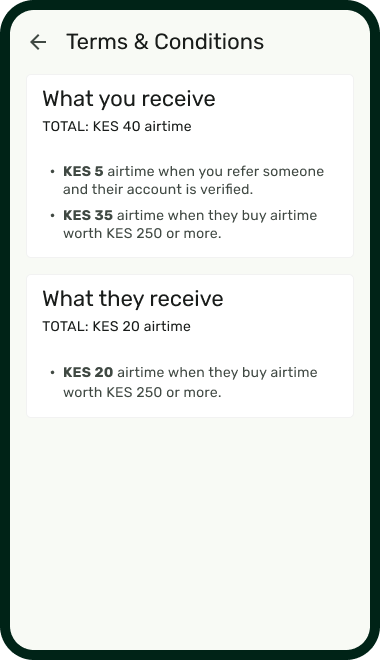 Terms & Conditions
What you receive
TOTAL: KES 40 airtime
• KES 5 airtime when you refer someone
and their account is verified.
• KES 35 airtime when they buy airtime
worth KES 250 or more.
What they receive
TOTAL: KES 20 airtime
• KES 20 airtime when they buy airtime
worth KES 250 or more.